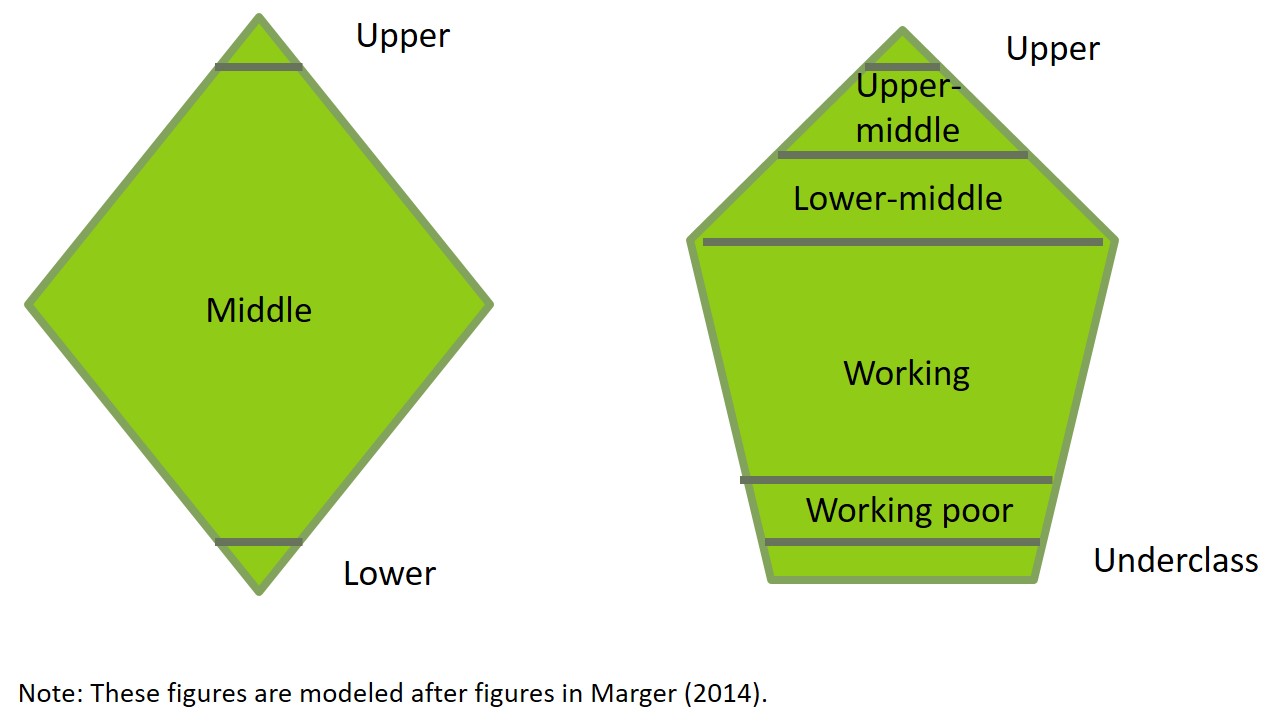 Upper
Middle
Lower
Upper
Upper-
middle
Lower-middle
Working
Working poor
Underclass
Note: These figures are modeled after figures in Marger (2014).